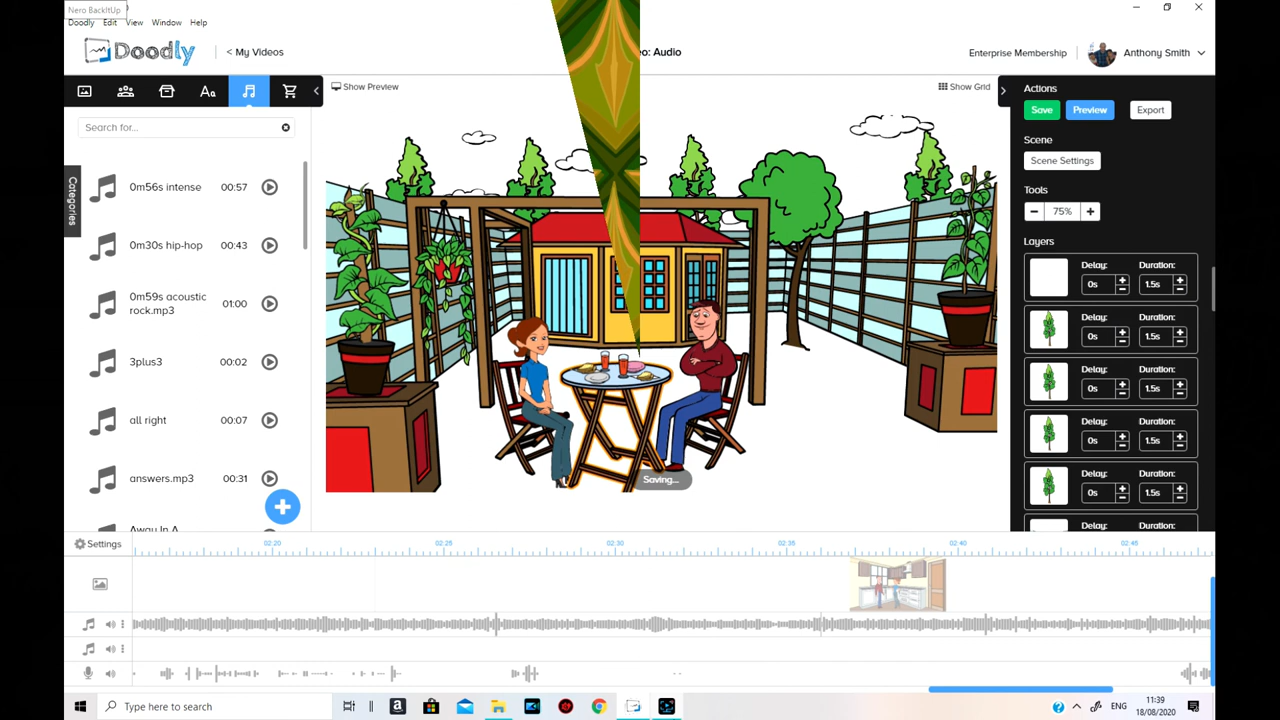 Nero BackItUp
Doodly Edit View Window Help
Doodly
< My Videos
eo: Audio
Enterprise Membership
Anthony Smith
Show Preview
Show Grid
Search for...
Categories
0m56s intense 00:57
0m30s hip-hop 00:43
0m59s acoustic
rock.mp3
01:00
3plus3 00:02
all right 00:07
answers.mp3 00:31
Away In A
Saving...
Actions
Save Preview Export
Scene
Scene Settings
Tools
75%
Layers
Delay: Duration:
0s 1.5s
Delay: Duration:
0s 1.5s
Delay: Duration:
0s 1.5s
Delay: Duration:
0s 1.5s
Delay: Duration:
0s 1.5s
Delay: Duration:
Settings
02:20 02:25 02:30 02:35 02:40 02:45
Type here to search
ENG
11:39
18/08/2020